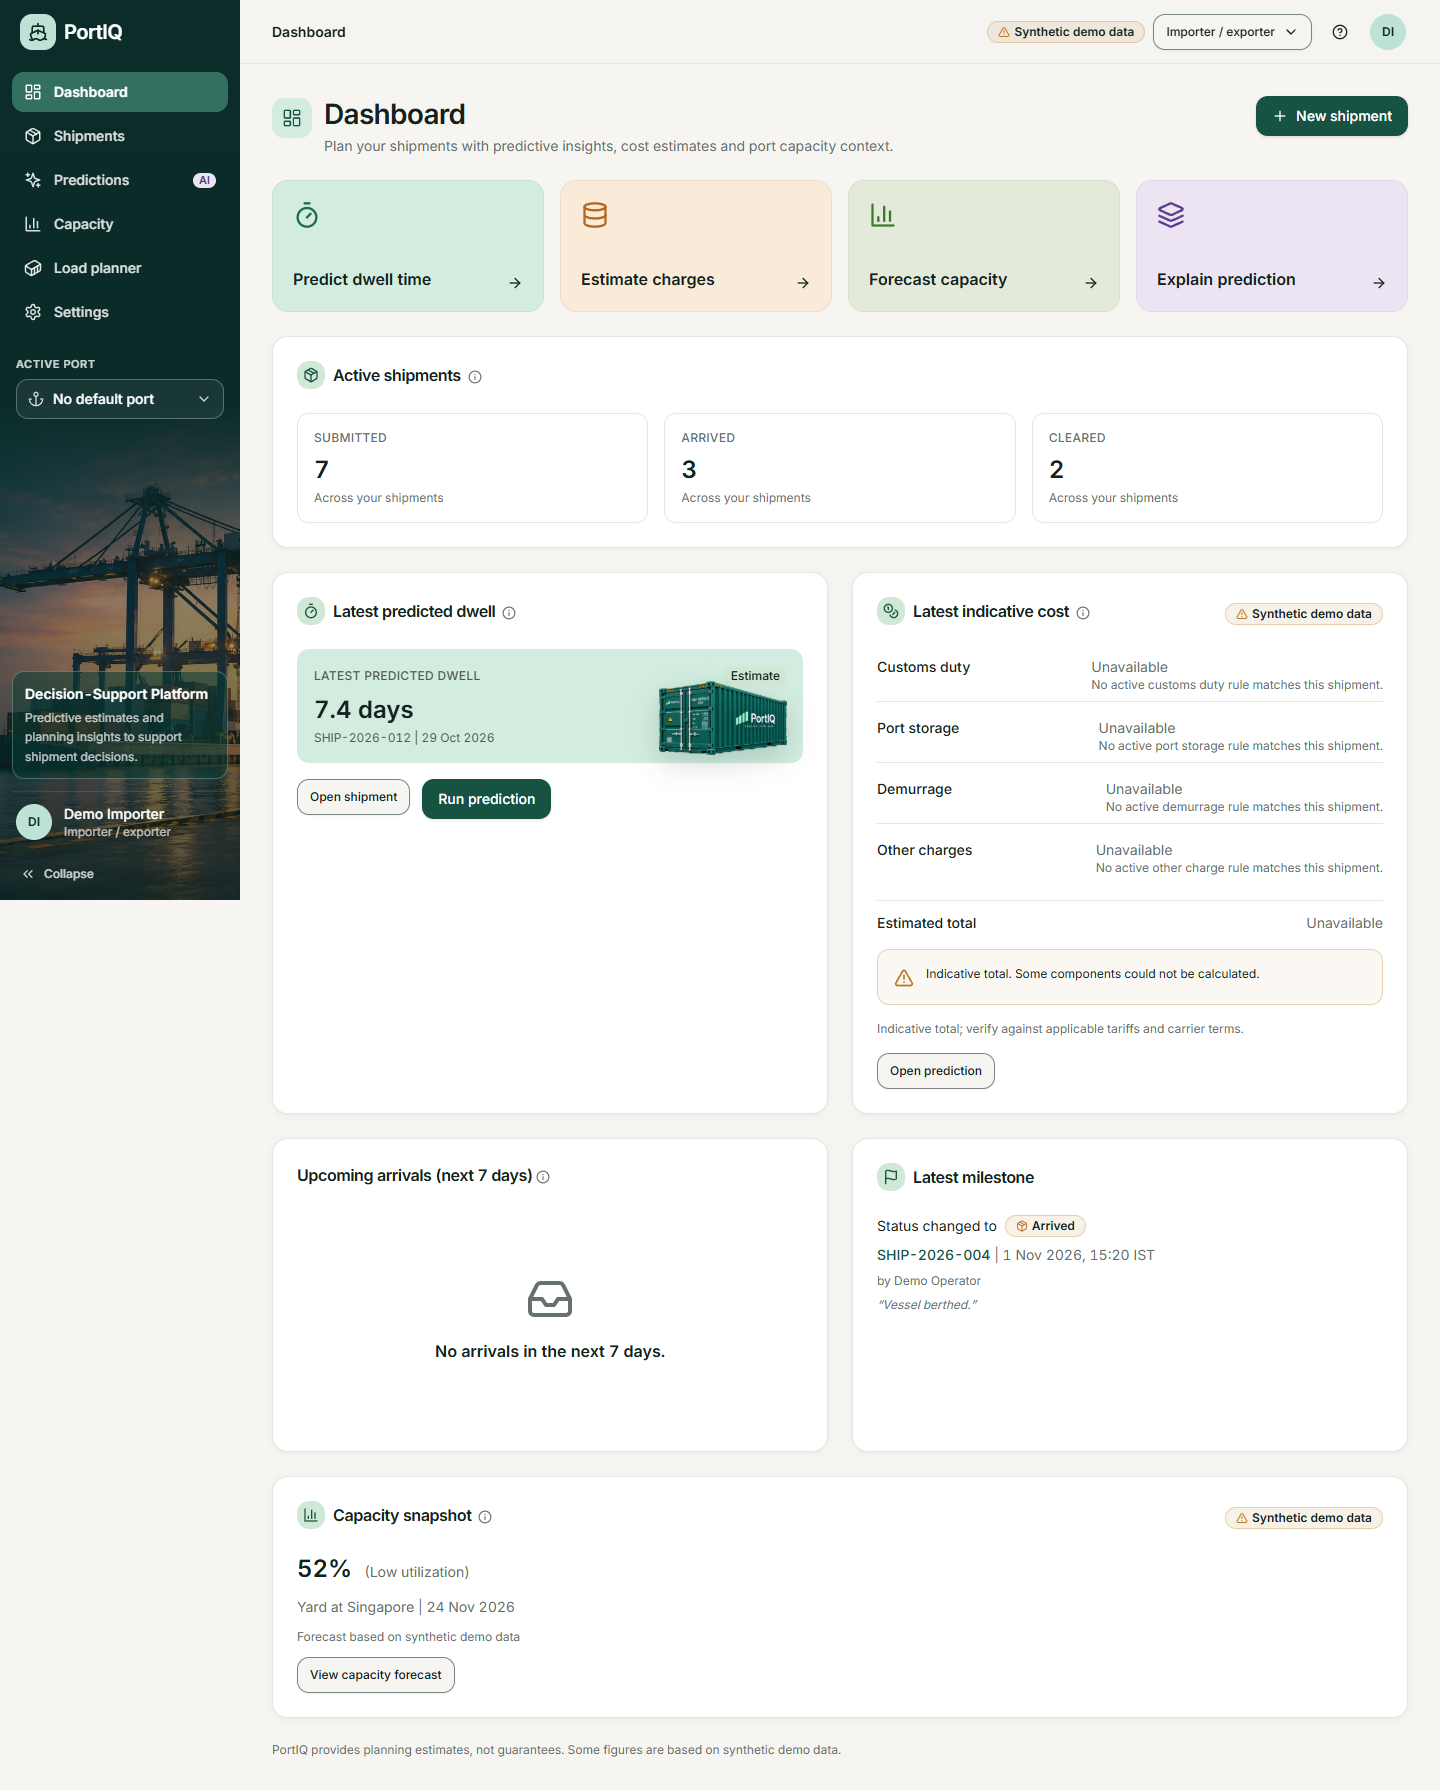 PortIQ
Dashboard
Shipments
Predictions
AI
Capacity
Load planner
Settings
ACTIVE PORT
No default port
Decision-Support Platform
Predictive estimates and
planning insights to support
shipment decisions.
DI
Demo Importer
Importer / exporter
Collapse
Dashboard
Synthetic demo data
Importer / exporter
DI
Dashboard
Plan your shipments with predictive insights, cost estimates and port capacity context.
New shipment
Predict dwell time
Estimate charges
Forecast capacity
Explain prediction
Active shipments
SUBMITTED
7
Across your shipments
ARRIVED
3
Across your shipments
CLEARED
2
Across your shipments
Latest predicted dwell
LATEST PREDICTED DWELL
7.4 days
SHIP-2026-012 | 29 Oct 2026
Estimate
PortIQ
Open shipment
Run prediction
Latest indicative cost
Synthetic demo data
Customs duty
Unavailable
No active customs duty rule matches this shipment.
Port storage
Unavailable
No active port storage rule matches this shipment.
Demurrage
Unavailable
No active demurrage rule matches this shipment.
Other charges
Unavailable
No active other charge rule matches this shipment.
Estimated total
Unavailable
Indicative total. Some components could not be calculated.
Indicative total; verify against applicable tariffs and carrier terms.
Open prediction
Upcoming arrivals (next 7 days)
No arrivals in the next 7 days.
Latest milestone
Status changed to Arrived
SHIP-2026-004 | 1 Nov 2026, 15:20 IST
by Demo Operator
“Vessel berthed.”
Capacity snapshot
Synthetic demo data
52% (Low utilization)
Yard at Singapore | 24 Nov 2026
Forecast based on synthetic demo data
View capacity forecast
PortIQ provides planning estimates, not guarantees. Some figures are based on synthetic demo data.